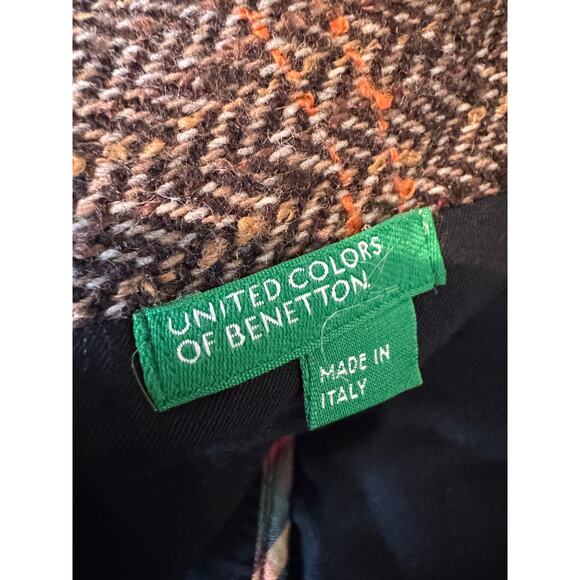 UNITED COLORS
OF BENETTON.
MADE IN
ITALY